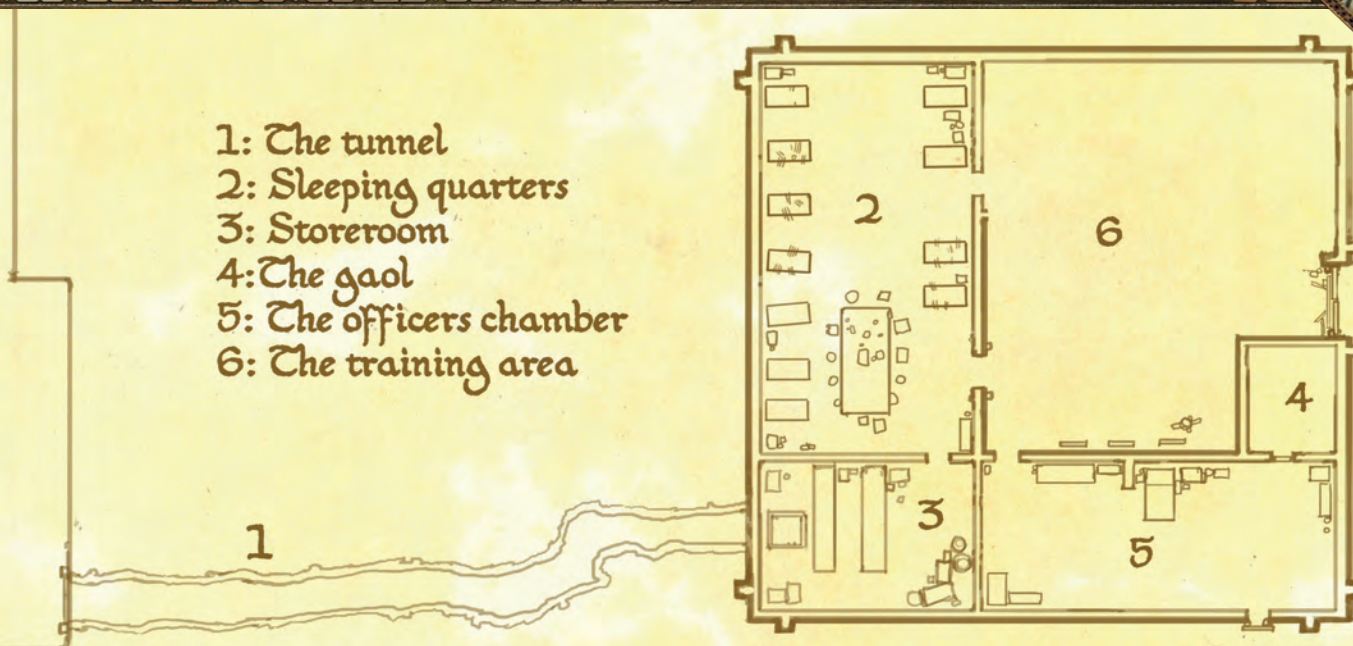 1: The tunnel
2: Sleeping quarters
3: Storeroom
4:The gaol
5: The officers chamber
6: The training area
2
6
4
3
1
5